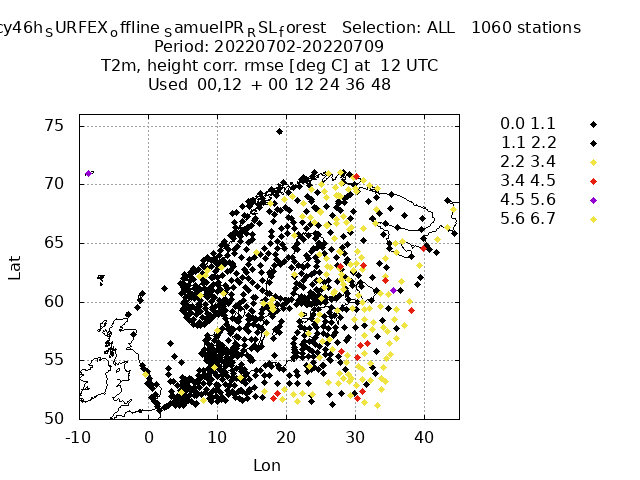 cy46hSURFEXoffline SamuelPRRSLforest Selection: ALL 1060 stations
Period: 20220702-20220709
T2m, height corr. rmse [deg C] at 12 UTC
Used 00,12 + 00 12 24 36 48
0.0 1.1
1.1 2.2
2.2 3.4
3.4 4.5
4.5 5.6
5.6 6.7
75
70
65
60
55
50
Lat
-10 0 10 20 30 40
Lon